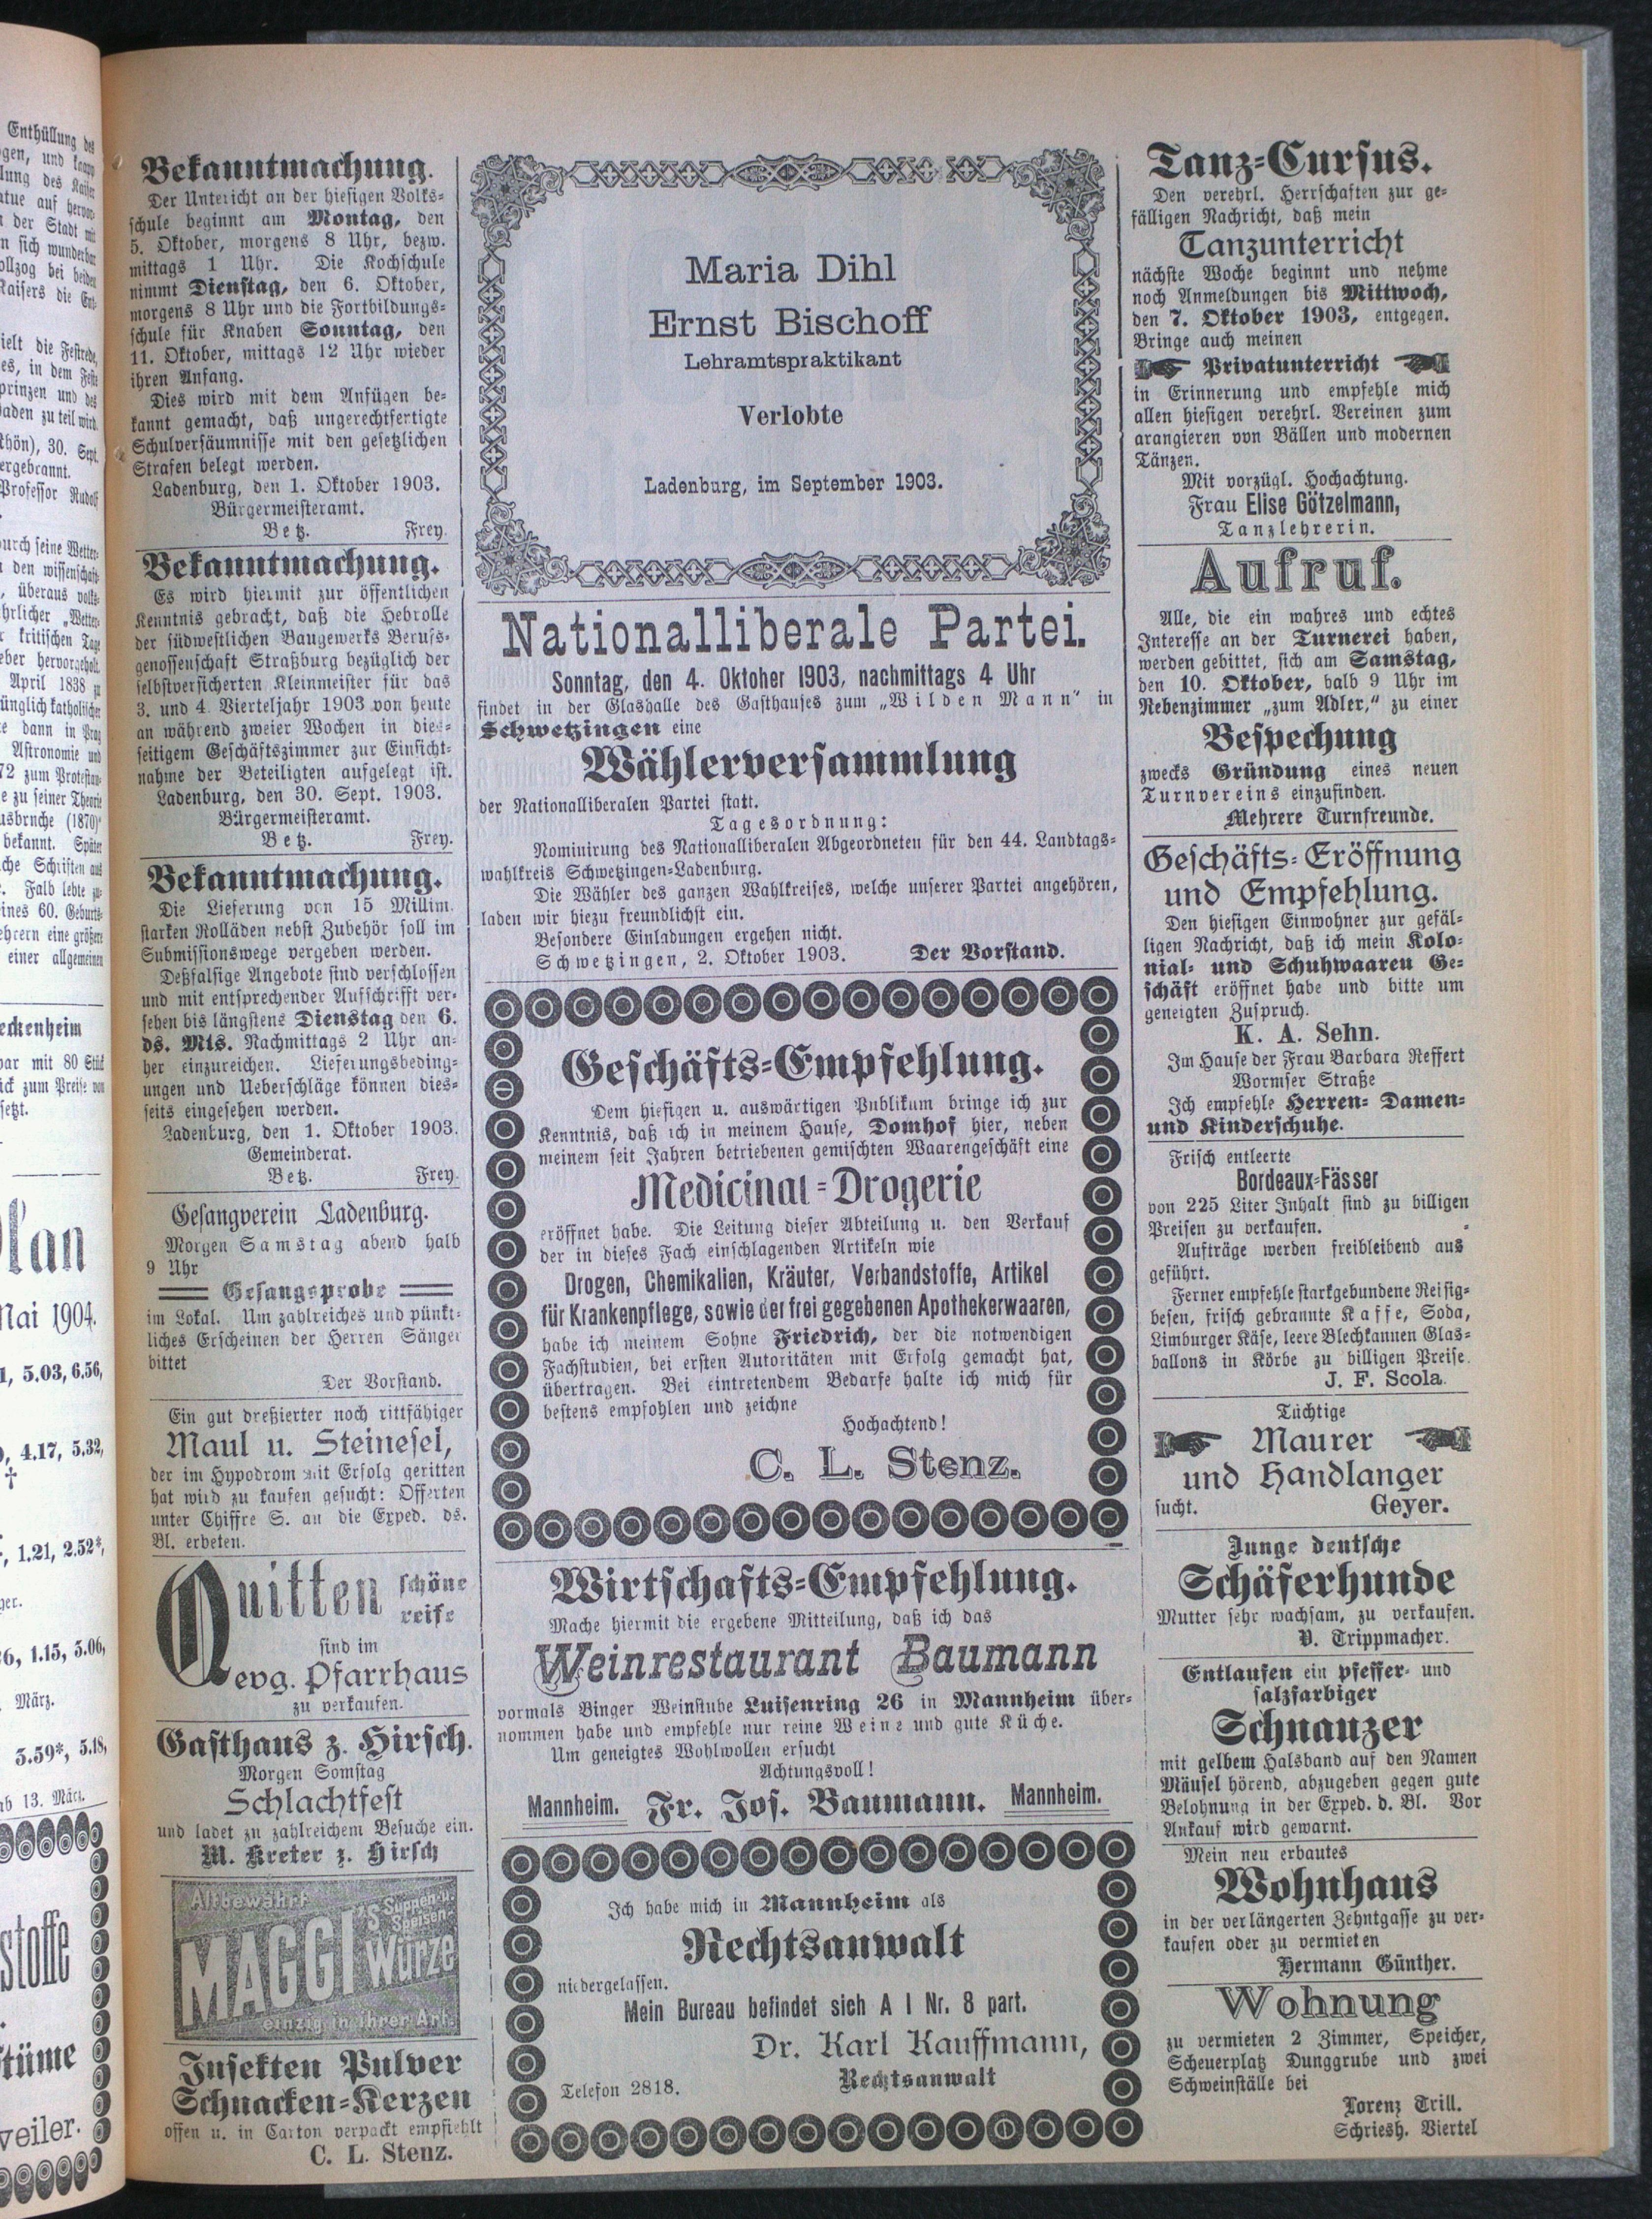 Bekanntmachung.
Der Untericht an der hiesigen Volks-
schule beginnt am Montag, den
5. Oktober, morgens 8 Uhr, bezw.
mittags 1 Uhr. Die Kochschule
nimmt Dienstag, den 6. Oktober,
morgens 8 Uhr und die Fortbildungs-
schule für Knaben Sonntag, den
11. Oktober, mittags 12 Uhr wieder
ihren Anfang.
Dies wird mit dem Anfügen be-
kannt gemacht, daß ungerechtfertigte
Schulversäumnisse mit den gesetzlichen
Strafen belegt werden.
Ladenburg, den 1. Oktober 1903.
Bürgermeisteramt.
Betz. Frey.
Bekanntmachung.
Es wird hiermit zur öffentlichen
Kenntnis gebracht, daß die Hebrolle
der südwestlichen Baugewerks Berufs-
genossenschaft Straßburg bezüglich der
selbstversicherten Kleinmeister für das
3. und 4. Vierteljahr 1903 von heute
an während zweier Wochen in dies-
seitigem Geschäftszimmer zur Einsicht-
nahme der Beteiligten aufgelegt ist.
Ladenburg, den 30. Sept. 1903.
Bürgermeisteramt.
Betz. Frey.
Bekanntmachung.
Die Lieferung von 15 Millim.
starken Rolläden nebst Zubehör soll im
Submissionswege vergeben werden.
Deßfalsige Angebote sind verschlossen
und mit entsprechender Aufschrifft ver-
sehen bis längstens Dienstag den 6.
ds. Mts. Nachmittags 2 Uhr an-
her einzureichen. Lieferungsbeding-
ungen und Ueberschläge können dies-
seits eingesehen werden.
Ladenburg, den 1. Oktober 1903.
Gemeinderat.
Betz. Frey.
Gesangverein Ladenburg.
Morgen Samstag abend halb
9 Uhr
Gesangsprobe
im Lokal. Um zahlreiches und pünkt-
liches Erscheinen der Herren Sänger
bittet
Der Vorstand.
Ein gut dreßierter noch rittfähiger
Maul u. Steinesel,
der im Hypodrom mit Erfolg geritten
hat wird zu kaufen gesucht: Offerten
unter Chiffre S. an die Exped. ds.
Bl. erbeten.
Quitten schöne
reife
sind im
evg. Pfarrhaus
zu verkaufen.
Gasthaus z. Hirsch.
Morgen Samstag
Schlachtfest
und ladet zu zahlreichem Besuche ein.
M. Kreter z. Hirsch
Altbewährt
MAGGI'S Suppen-u.
Speisen-
Würze
einzig in ihrer Art.
Insekten Pulver
Schnacken-Kerzen
offen u. in Carton verpackt empfiehlt
C. L. Stenz.
Maria Dihl
Ernst Bischoff
Lehramtspraktikant
Verlobte
Ladenburg, im September 1903.
Nationalliberale Partei.
Sonntag, den 4. Oktober 1903, nachmittags 4 Uhr
findet in der Glashalle des Gasthauses zum „Wilden Mann" in
Schwetzingen eine
Wählerversammlung
der Nationalliberalen Partei statt.
Tagesordnung:
Nominirung des Nationalliberalen Abgeordneten für den 44. Landtags-
wahlkreis Schwetzingen-Ladenburg.
Die Wähler des ganzen Wahlkreises, welche unserer Partei angehören,
laden wir hiezu freundlichst ein.
Besondere Einladungen ergehen nicht.
Schwetzingen, 2. Oktober 1903. Der Vorstand.
Geschäfts-Empfehlung.
Dem hiesigen u. auswärtigen Publikum bringe ich zur
Kenntnis, daß ich in meinem Hause, Domhof hier, neben
meinem seit Jahren betriebenen gemischten Waarengeschäft eine
Medicinal-Drogerie
eröffnet habe. Die Leitung dieser Abteilung u. den Verkauf
der in dieses Fach einschlagenden Artikeln wie
Drogen, Chemikalien, Kräuter, Verbandstoffe, Artikel
für Krankenpflege, sowie der frei gegebenen Apothekerwaaren,
habe ich meinem Sohne Friedrich, der die notwendigen
Fachstudien, bei ersten Autoritäten mit Erfolg gemacht hat,
übertragen. Bei eintretendem Bedarfe halte ich mich für
bestens empfohlen und zeichne
Hochachtend!
C. L. Stenz.
Wirtschafts-Empfehlung.
Mache hiermit die ergebene Mitteilung, daß ich das
Weinrestaurant Baumann
vormals Binger Weinstube Luisenring 26 in Mannheim über-
nommen habe und empfehle nur reine Weine und gute Küche.
Um geneigtes Wohlwollen ersucht
Achtungsvoll!
Mannheim. Fr. Jos. Baumann. Mannheim.
Ich habe mich in Mannheim als
Rechtsanwalt
niedergelassen.
Mein Bureau befindet sich A I Nr. 8 part.
Dr. Karl Kauffmann,
Telefon 2818. Rechtsanwalt
Tanz-Cursus.
Den verehrl. Herrschaften zur ge-
fälligen Nachricht, daß mein
Tanzunterricht
nächste Woche beginnt und nehme
noch Anmeldungen bis Mittwoch,
den 7. Oktober 1903, entgegen.
Bringe auch meinen
Privatunterricht
in Erinnerung und empfehle mich
allen hiesigen verehrl. Vereinen zum
arangieren von Bällen und modernen
Tänzen.
Mit vorzügl. Hochachtung.
Frau Elise Götzelmann,
Tanzlehrerin.
Aufruf.
Alle, die ein wahres und echtes
Interesse an der Turnerei haben,
werden gebittet, sich am Samstag,
den 10. Oktober, halb 9 Uhr im
Nebenzimmer „zum Adler," zu einer
Bespechung
zwecks Gründung eines neuen
Turnvereins einzufinden.
Mehrere Turnfreunde.
Geschäfts-Eröffnung
und Empfehlung.
Den hiesigen Einwohner zur gefäl-
ligen Nachricht, daß ich mein Kolo-
nial- und Schuhwaaren Ge-
schäft eröffnet habe und bitte um
geneigten Zuspruch.
K. A. Sehn.
Im Hause der Frau Barbara Reffert
Wormser Straße
Ich empfehle Herren- Damen-
und Kinderschuhe.
Frisch entleerte
Bordeaux-Fässer
von 225 Liter Inhalt sind zu billigen
Preisen zu verkaufen.
Aufträge werden freibleibend aus
geführt.
Ferner empfehle starkgebundene Reisig-
besen, frisch gebrannte Kaffe, Soda,
Limburger Käse, leere Blechkannen Glas-
ballons in Körbe zu billigen Preise.
J. F. Scola.
Tüchtige
Maurer
und Handlanger
sucht. Geyer.
Junge deutsche
Schäferhunde
Mutter sehr wachsam, zu verkaufen.
P. Trippmacher.
Entlaufen ein pfeffer- und
salzfarbiger
Schnauzer
mit gelbem Halsband auf den Namen
Mäusel hörend, abzugeben gegen gute
Belohnung in der Exped. d. Bl. Vor
Ankauf wird gewarnt.
Mein neu erbautes
Wohnhaus
in der verlängerten Zehntgasse zu ver-
kaufen oder zu vermieten
Hermann Günther.
Wohnung
zu vermieten 2 Zimmer, Speicher,
Scheuerplatz Dunggrube und zwei
Schweinställe bei
Lorenz Trill.
Schriesh. Viertel